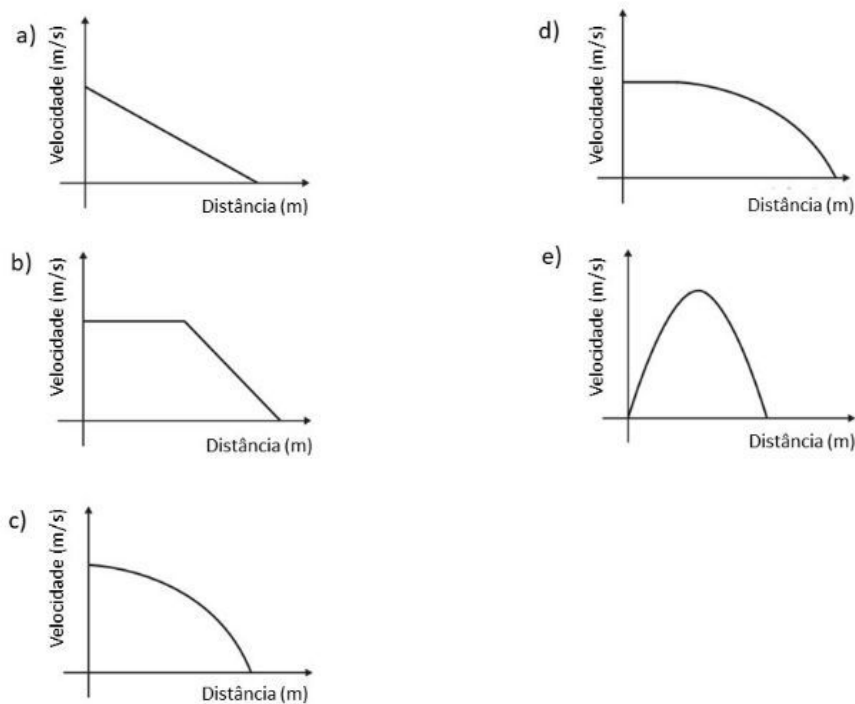 a)
Velocidade (m/s)
Distância (m)
b)
Velocidade (m/s)
Distância (m)
c)
Velocidade (m/s)
Distância (m)
d)
Velocidade (m/s)
Distância (m)
e)
Velocidade (m/s)
Distância (m)